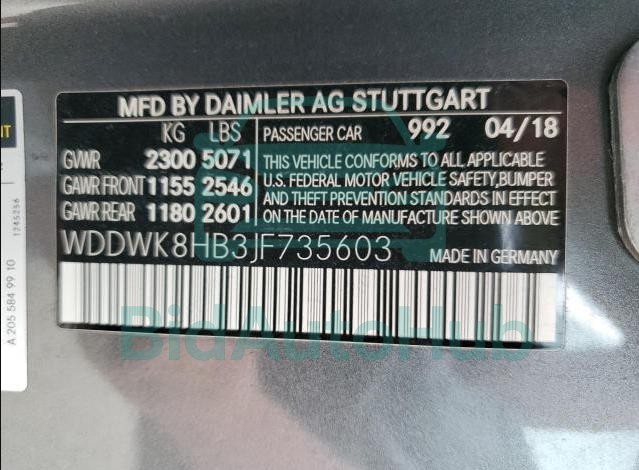 MFD BY DAIMLER AG STUTTGART
KG LBS
PASSENGER CAR 992 04/18
GVWR 2300 5071
GAWR FRONT 1155 2546
GAWR REAR 1180 2601
THIS VEHICLE CONFORMS TO ALL APPLICABLE
U.S. FEDERAL MOTOR VEHICLE SAFETY,BUMPER
AND THEFT PREVENTION STANDARDS IN EFFECT
ON THE DATE OF MANUFACTURE SHOWN ABOVE
WDDWK8HB3JF735603
MADE IN GERMANY
BidAutoHub
A 205 584 99 10
1245256